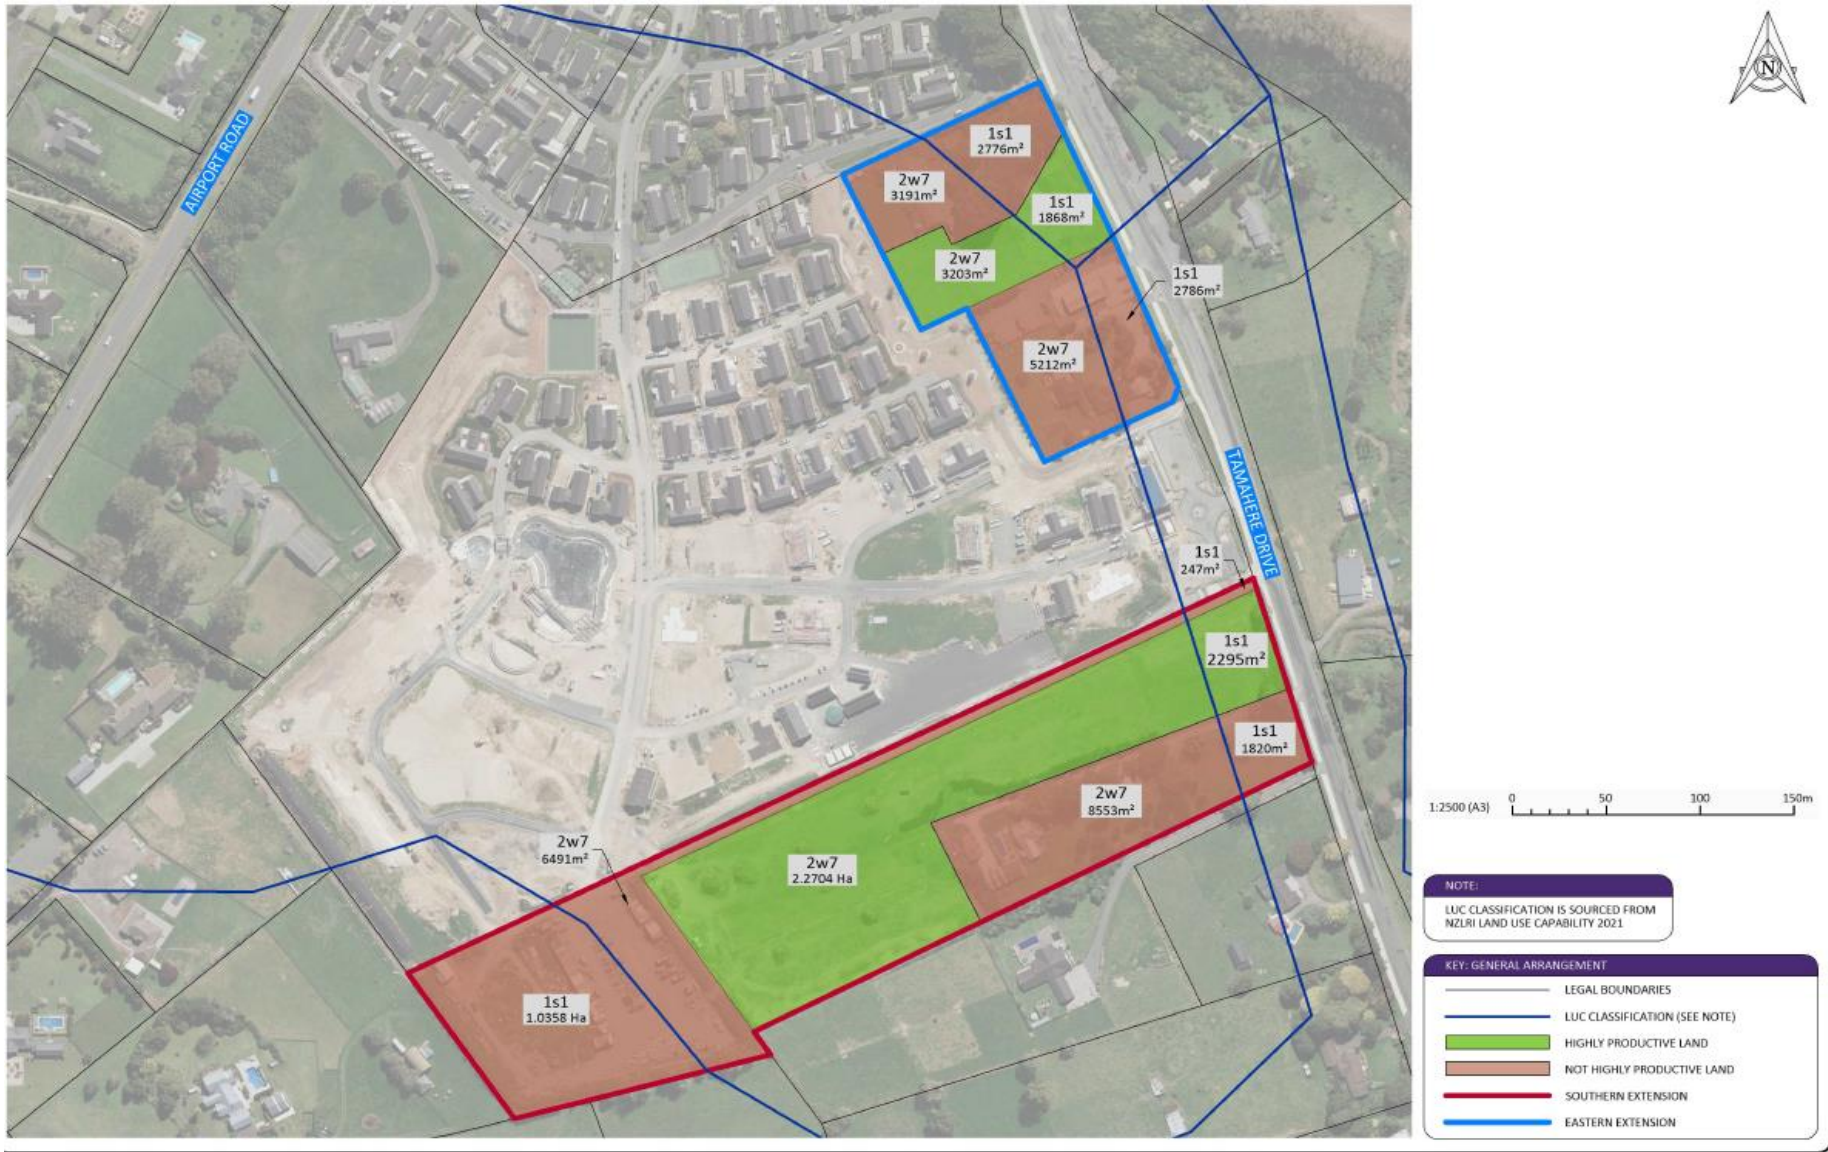 N
AIRPORT ROAD
1s1
2776m²
2w7
3191m²
1s1
1868m²
2w7
3203m²
1s1
2786m²
2w7
5212m²
TAMAHERE DRIVE
1s1
247m²
1s1
2295m²
1s1
1820m²
2w7
8553m²
2w7
6491m²
2w7
2.2704 Ha
1s1
1.0358 Ha
1:2500 (A3) 0 50 100 150m
NOTE:
LUC CLASSIFICATION IS SOURCED FROM
NZLRI LAND USE CAPABILITY 2021
KEY: GENERAL ARRANGEMENT
LEGAL BOUNDARIES
LUC CLASSIFICATION (SEE NOTE)
HIGHLY PRODUCTIVE LAND
NOT HIGHLY PRODUCTIVE LAND
SOUTHERN EXTENSION
EASTERN EXTENSION